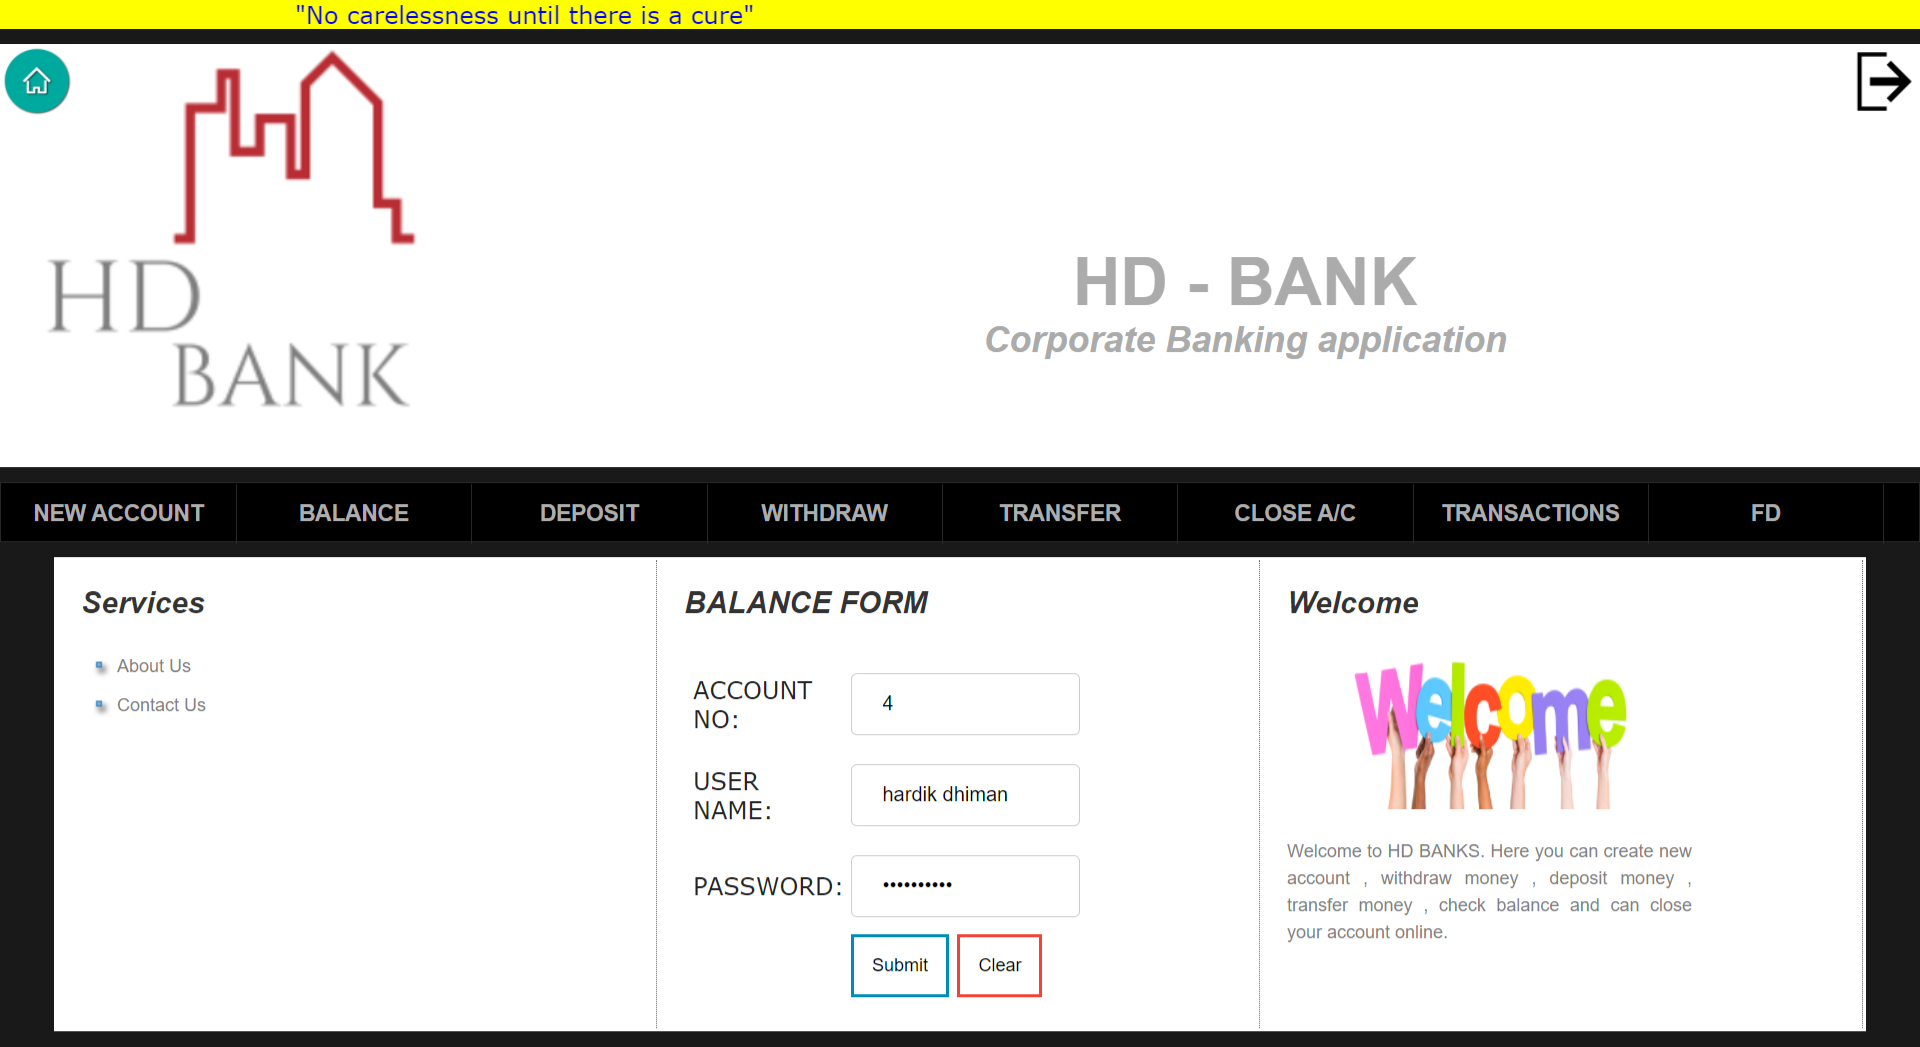 "No carelessness until there is a cure"
HD
BANK
HD - BANK
Corporate Banking application
NEW ACCOUNT
BALANCE
DEPOSIT
WITHDRAW
TRANSFER
CLOSE A/C
TRANSACTIONS
FD
Services
About Us
Contact Us
BALANCE FORM
ACCOUNT
NO:
4
USER
NAME:
hardik dhiman
PASSWORD:
••••••••••
Submit
Clear
Welcome
Welcome
Welcome to HD BANKS. Here you can create new
account , withdraw money , deposit money ,
transfer money , check balance and can close
your account online.